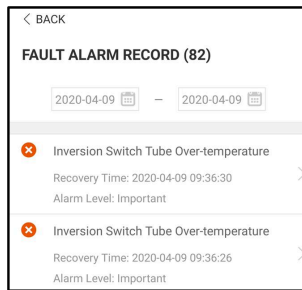 < BACK
FAULT ALARM RECORD (82)
2020-04-09 – 2020-04-09
Inversion Switch Tube Over-temperature
Recovery Time: 2020-04-09 09:36:30
Alarm Level: Important
Inversion Switch Tube Over-temperature
Recovery Time: 2020-04-09 09:36:26
Alarm Level: Important